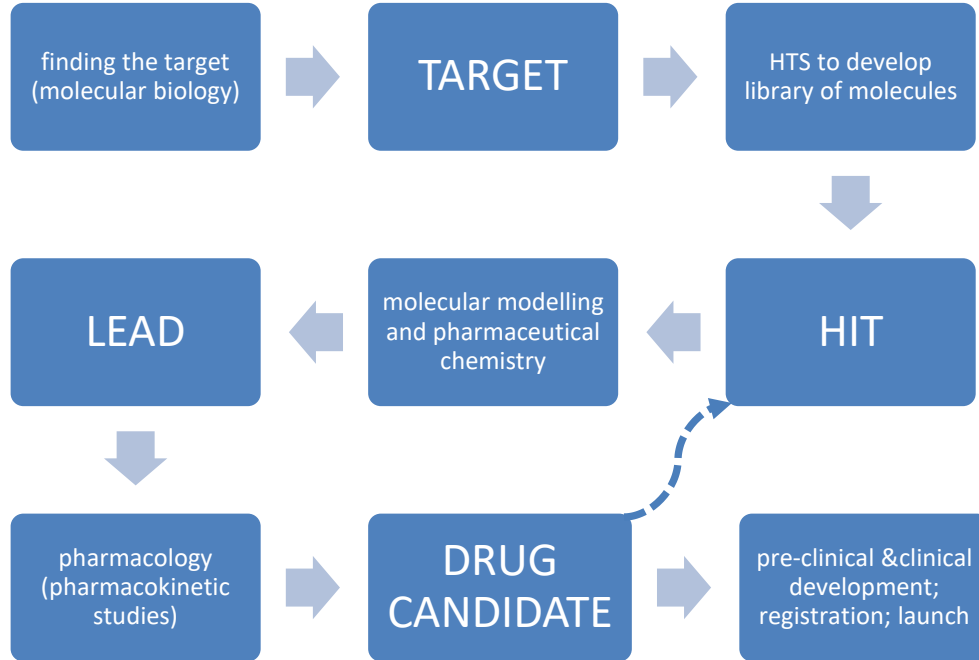 finding the target
(molecular biology)
TARGET
HTS to develop
library of molecules
LEAD
molecular modelling
and pharmaceutical
chemistry
HIT
pharmacology
(pharmacokinetic
studies)
DRUG
CANDIDATE
pre-clinical &clinical
development;
registration; launch